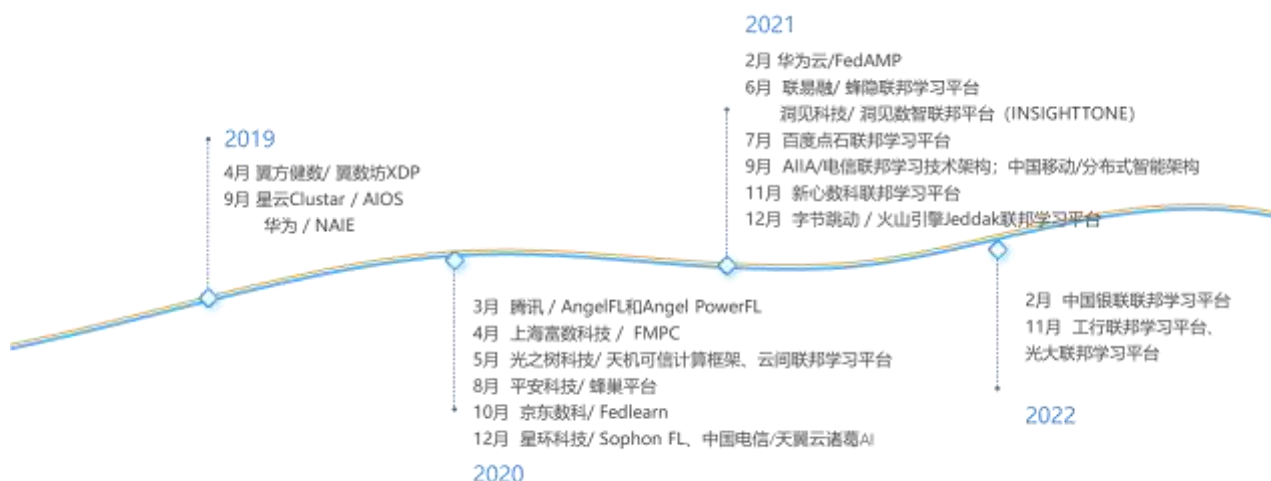 2019
4月 翼方健数/ 翼数坊XDP
9月 星云Clustar / AIOS
华为 / NAIE
3月 腾讯 / AngelFL和Angel PowerFL
4月 上海富数科技 / FMPC
5月 光之树科技/ 天机可信计算框架、云间联邦学习平台
8月 平安科技/ 蜂巢平台
10月 京东数科/ Fedlearn
12月 星环科技/ Sophon FL、中国电信/天翼云诸葛AI
2020
2021
2月 华为云/FedAMP
6月 联易融/ 蜂隐联邦学习平台
洞见科技/ 洞见数智联邦平台（INSIGHTTONE）
7月 百度点石联邦学习平台
9月 AIIA/电信联邦学习技术架构；中国移动/分布式智能架构
11月 新心数科联邦学习平台
12月 字节跳动 / 火山引擎Jeddak联邦学习平台
2月 中国银联联邦学习平台
11月 工行联邦学习平台、
光大联邦学习平台
2022